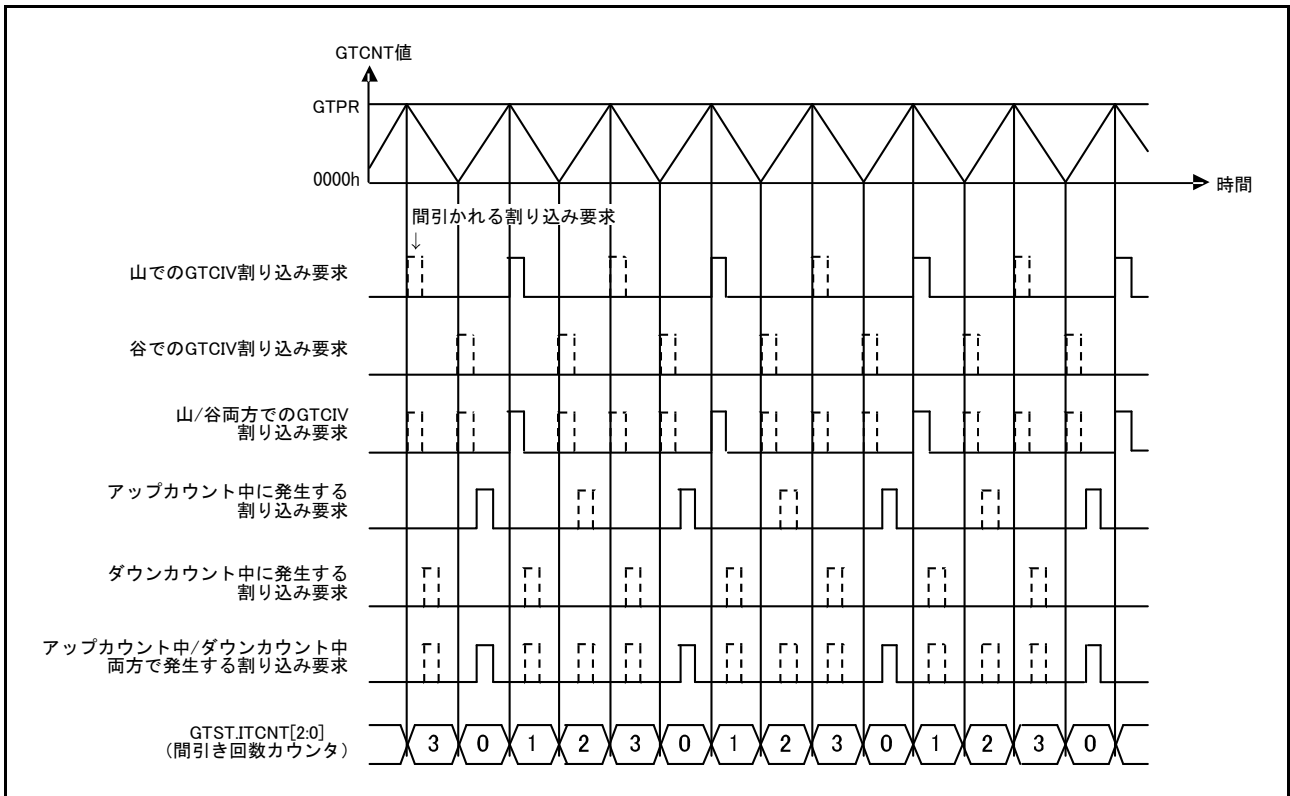 GTCNT値
GTPR
0000h
時間
間引かれる割り込み要求
↓
山でのGTCIV割り込み要求
谷でのGTCIV割り込み要求
山/谷両方でのGTCIV
割り込み要求
アップカウント中に発生する
割り込み要求
ダウンカウント中に発生する
割り込み要求
アップカウント中/ダウンカウント中
両方で発生する割り込み要求
GTST.ITCNT[2:0]
(間引き回数カウンタ)
3 0 1 2 3 0 1 2 3 0 1 2 3 0